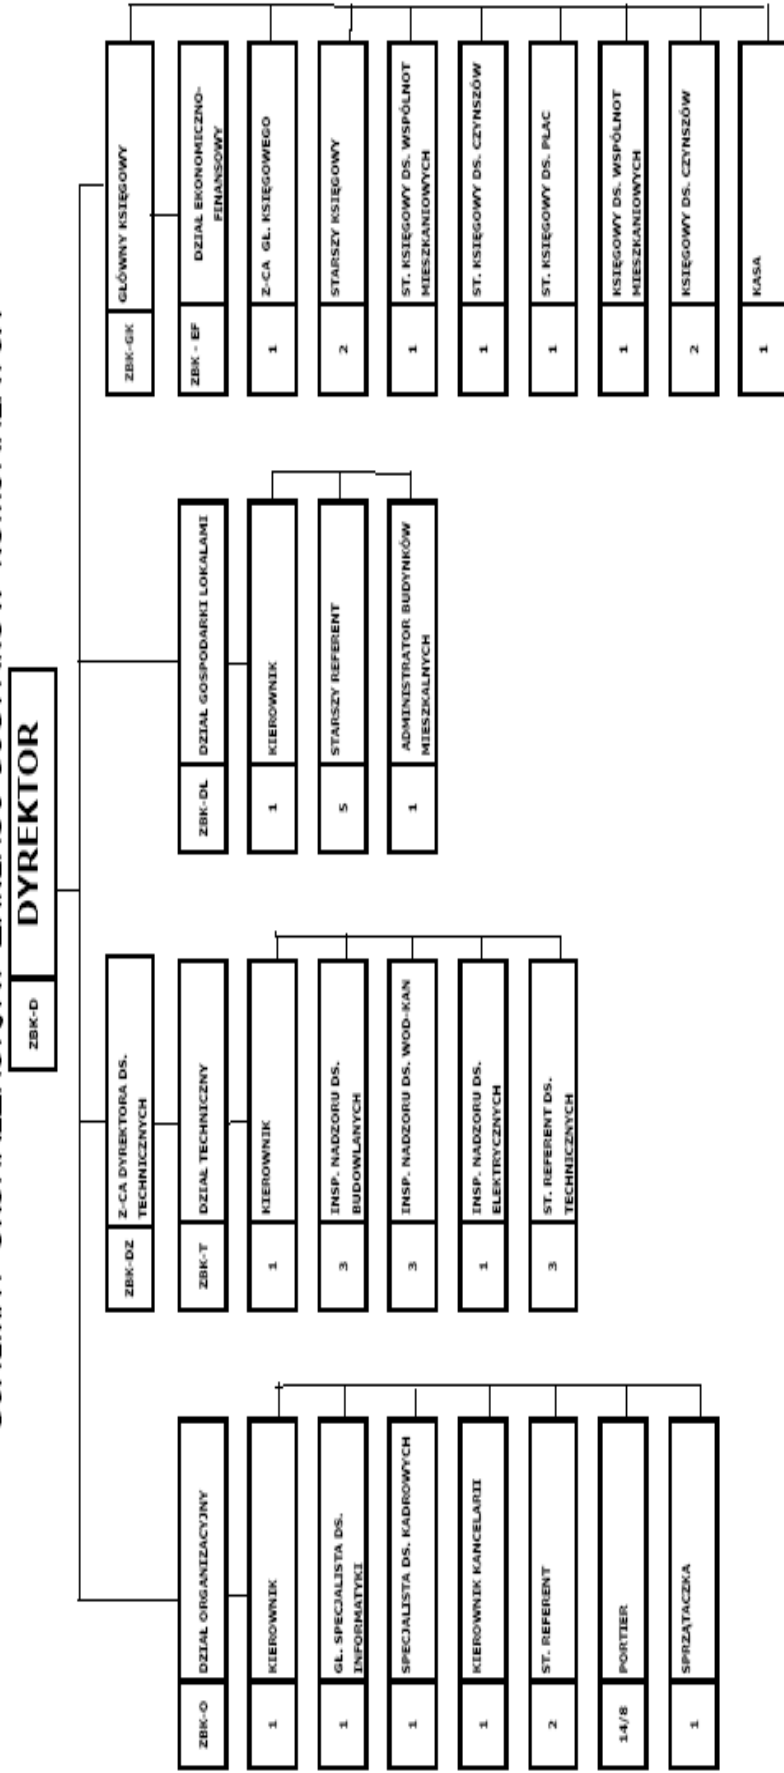 ZBK-D DYREKTOR
ZBK-O DZIAŁ ORGANIZACYJNY
1 KIEROWNIK
1 GŁ. SPECJALISTA DS.
INFORMATYKI
1 SPECJALISTA DS. KADROWYCH
1 KIEROWNIK KANCELARII
2 ST. REFERENT
14/8 PORTIER
1 SPRZĄTACZKA
ZBK-DZ Z-CA DYREKTORA DS.
TECHNICZNYCH
ZBK-T DZIAŁ TECHNICZNY
1 KIEROWNIK
3 INSP. NADZORU DS.
BUDOWLANYCH
3 INSP. NADZORU DS. WOD-KAN
1 INSP. NADZORU DS.
ELEKTRYCZNYCH
3 ST. REFERENT DS.
TECHNICZNYCH
ZBK-DL DZIAŁ GOSPODARKI LOKALAMI
1 KIEROWNIK
5 STARSZY REFERENT
1 ADMINISTRATOR BUDYNKÓW
MIESZKALNYCH
ZBK-GK GŁÓWNY KSIĘGOWY
ZBK - EF DZIAŁ EKONOMICZNO-
FINANSOWY
1 Z-CA GŁ. KSIĘGOWEGO
2 STARSZY KSIĘGOWY
1 ST. KSIĘGOWY DS. WSPÓLNOT
MIESZKANIOWYCH
1 ST. KSIĘGOWY DS. CZYNSZÓW
1 ST. KSIĘGOWY DS. PŁAC
1 KSIĘGOWY DS. WSPÓLNOT
MIESZKANIOWYCH
2 KSIĘGOWY DS. CZYNSZÓW
1 KASA